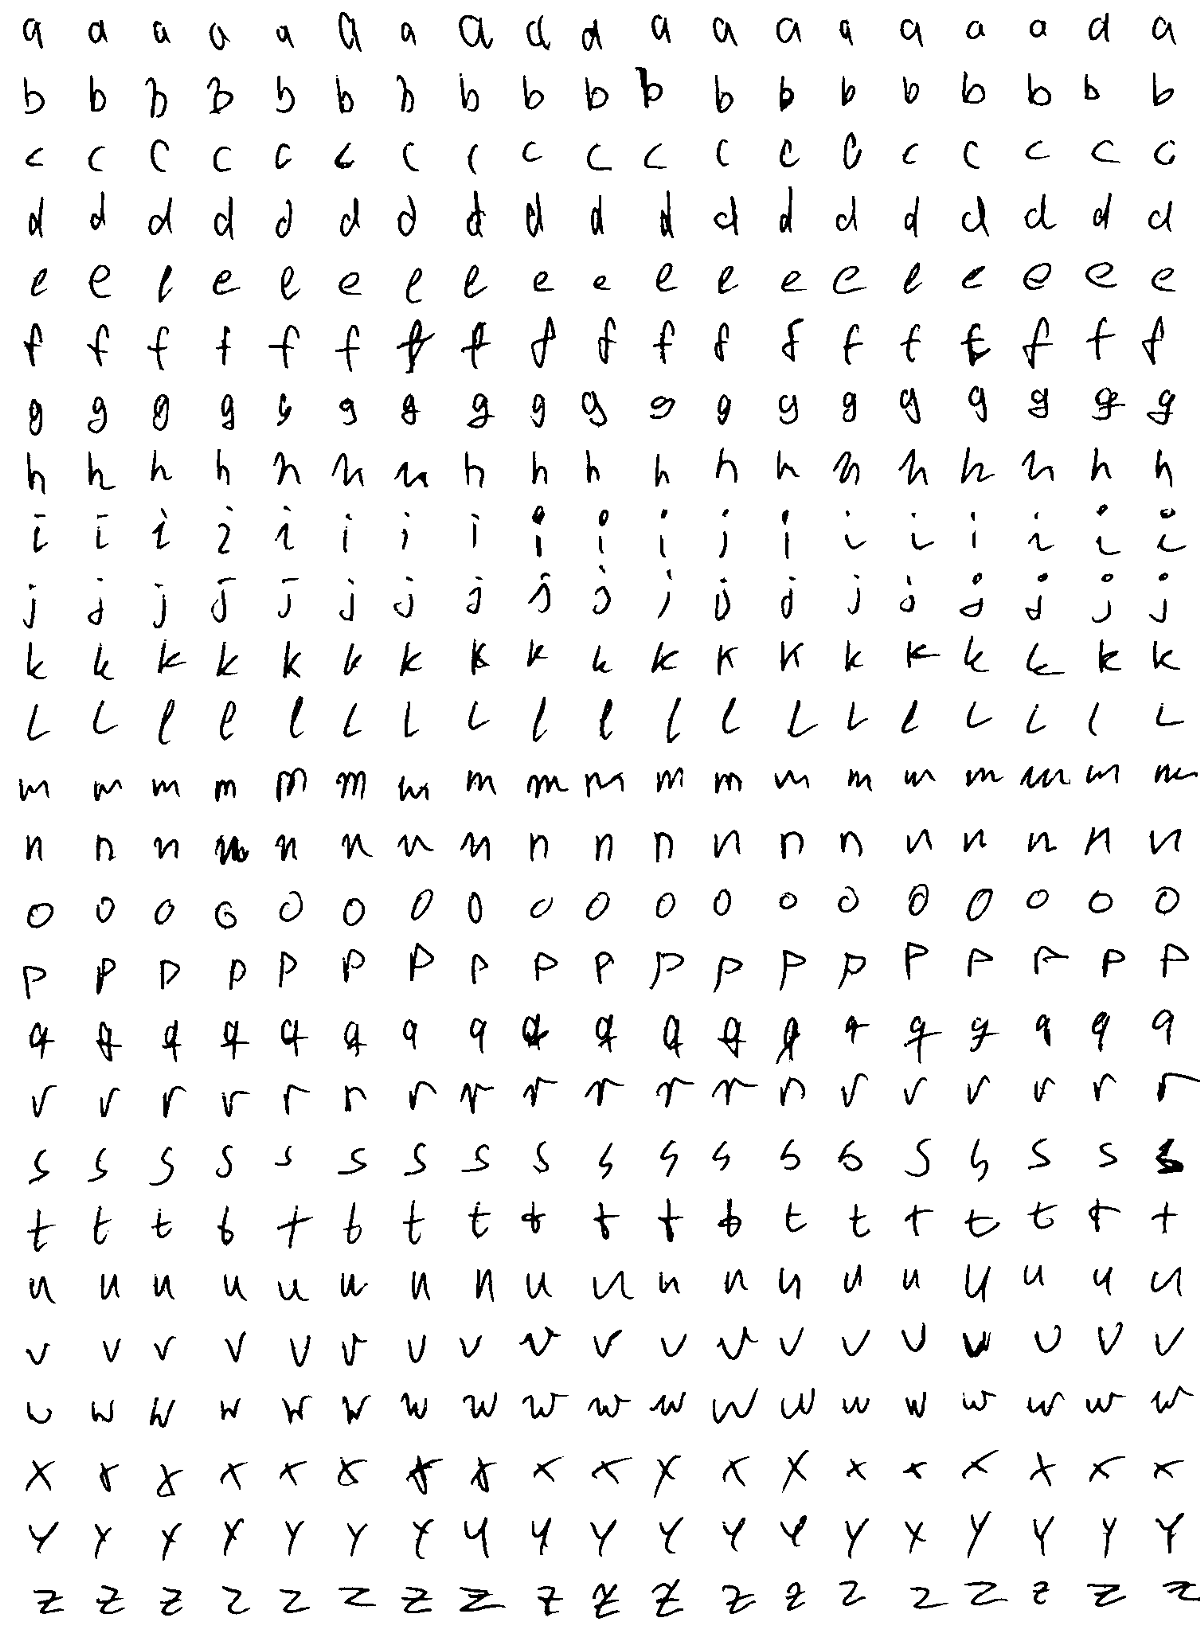 a a a a a a a a a a a a a a a a a a a
b b b b b b b b b b b b b b b b b b b
c c c c c c c c c c c c c c c c c c c
d d d d d d d d d d d d d d d d d d d
e e e e e e e e e e e e e e e e e e e
f f f f f f f f f f f f f f f f f f f
g g g g g g g g g g g g g g g g g g g
h h h h h h h h h h h h h h h h h h h
i i i i i i i i i i i i i i i i i i i
j j j j j j j j j j j j j j j j j j j
k k k k k k k k k k k k k k k k k k k
l l l l l l l l l l l l l l l l l l l
m m m m m m m m m m m m m m m m m m m
n n n n n n n n n n n n n n n n n n n
o o o o o o o o o o o o o o o o o o o
p p p p p p p p p p p p p p p p p p p
q q q q q q q q q q q q q q q q q q q
r r r r r r r r r r r r r r r r r r r
s s s s s s s s s s s s s s s s s s s
t t t t t t t t t t t t t t t t t t t
u u u u u u u u u u u u u u u u u u u
v v v v v v v v v v v v v v v v v v v
w w w w w w w w w w w w w w w w w w w
x x x x x x x x x x x x x x x x x x x
y y y y y y y y y y y y y y y y y y y
z z z z z z z z z z z z z z z z z z z